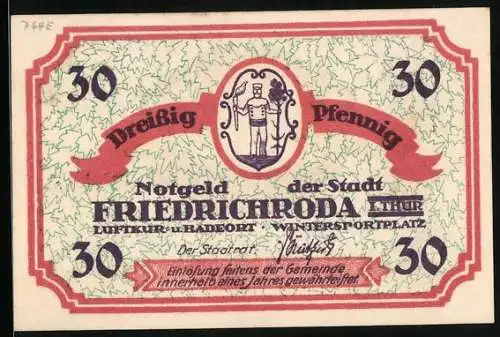 30 30
Dreißig Pfennig
Notgeld der Stadt
FRIEDRICHRODA I. THÜR
LUFTKUR- u. BADEORT · WINTERSPORTPLATZ
Der Stadtrat.
30 30
Einlösung seitens der Gemeinde
innerhalb eines Jahres gewährleistet.